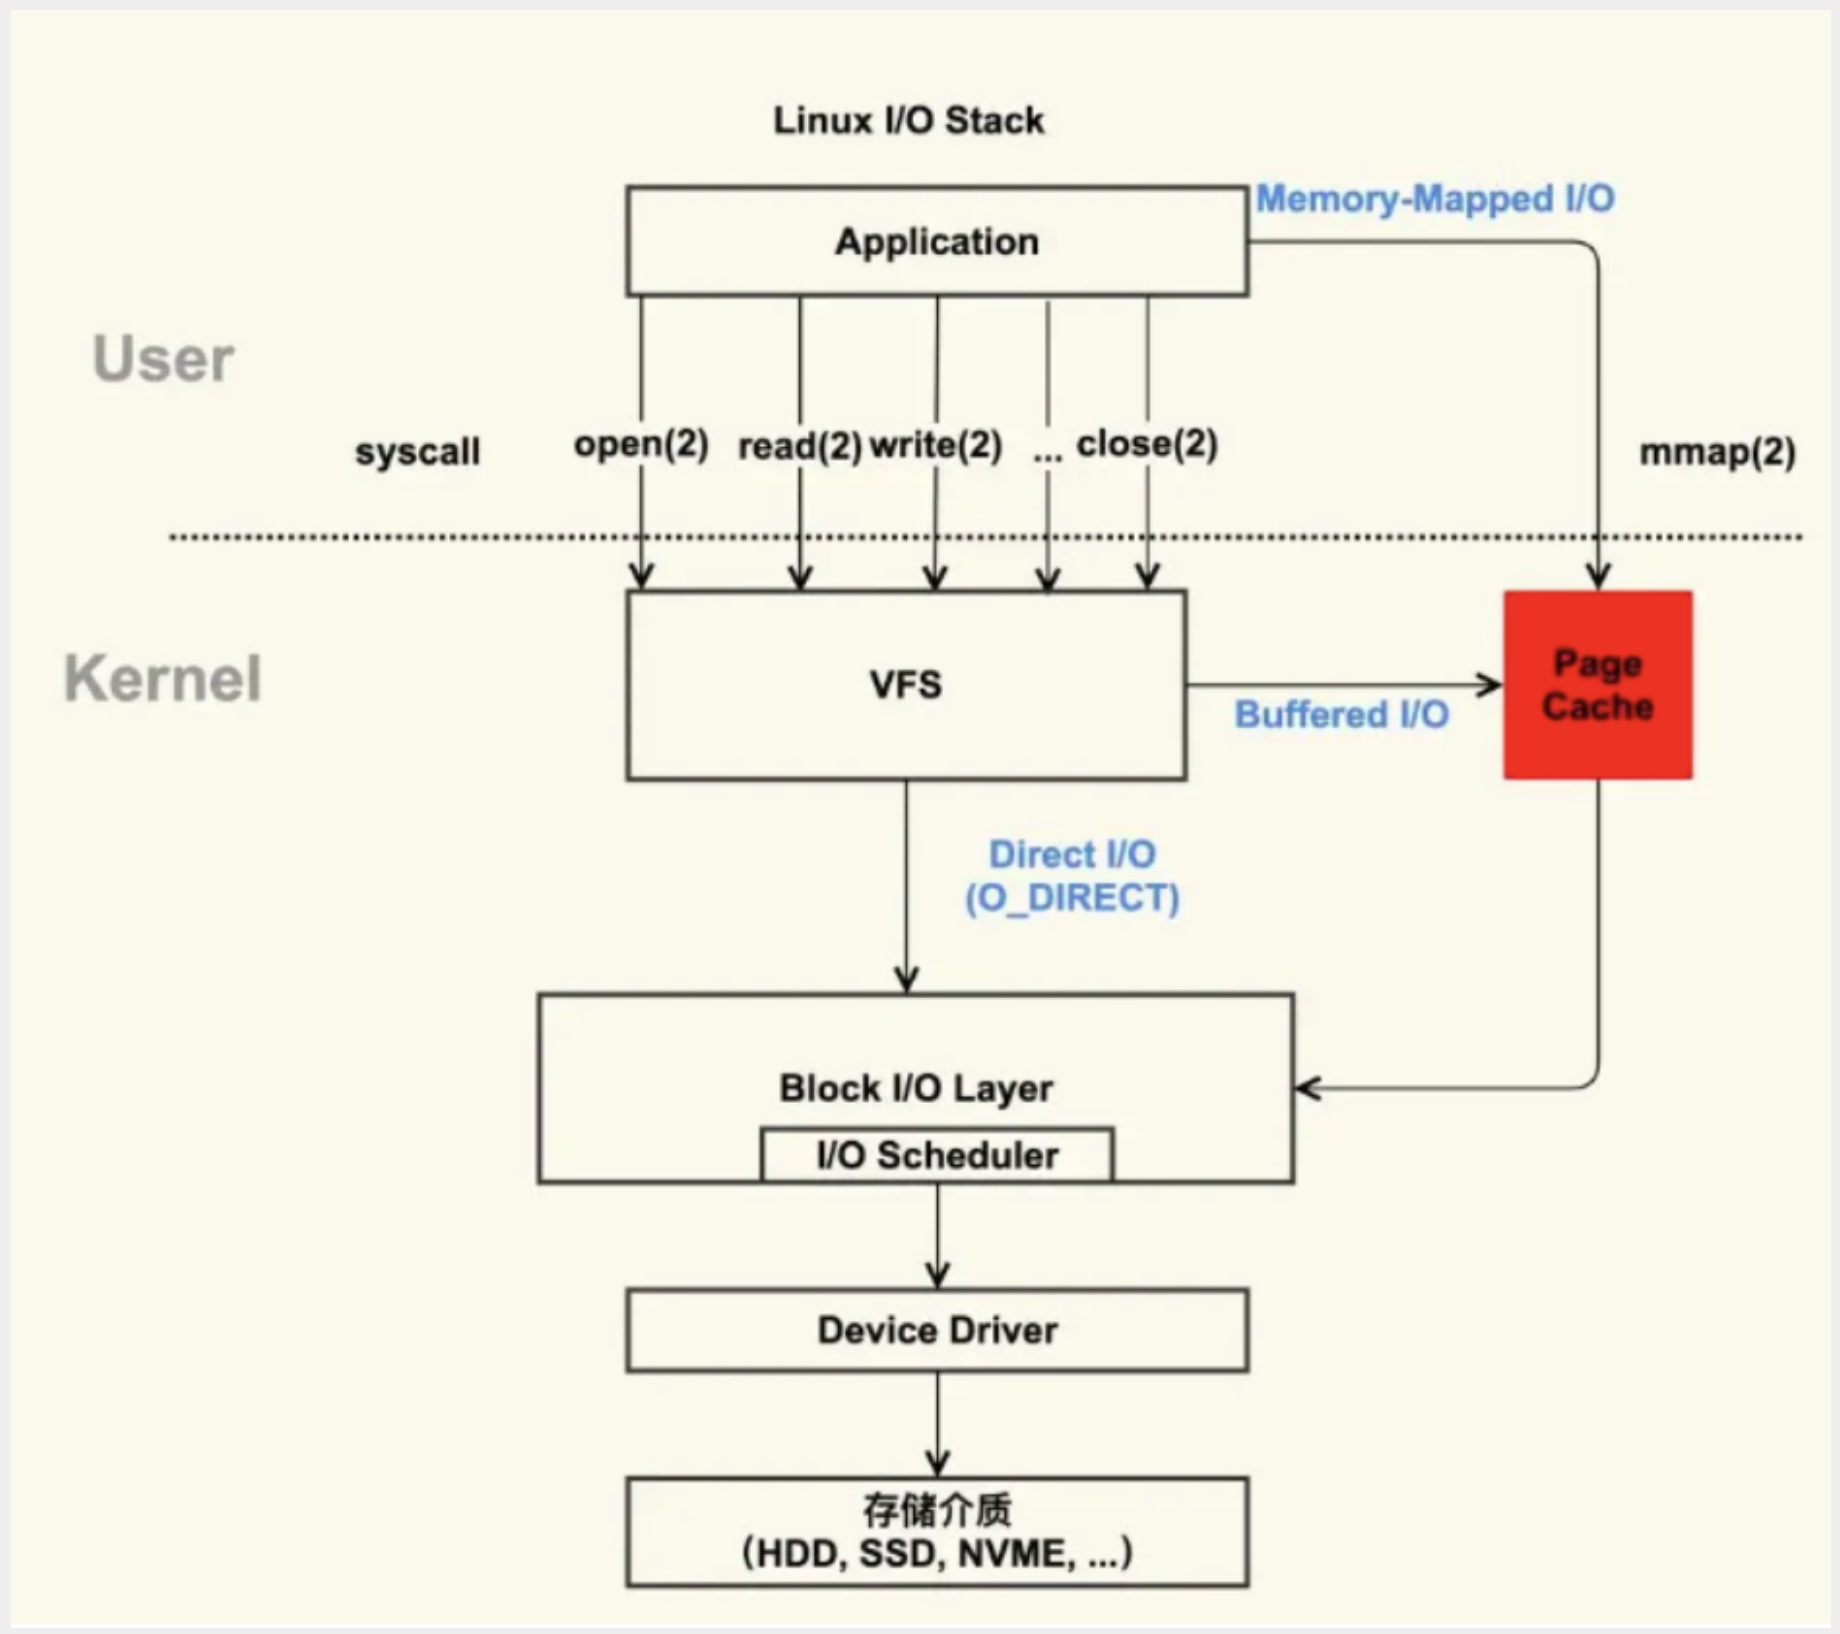 Linux I/O Stack
Application
Memory-Mapped I/O
User
syscall
open(2)
read(2)
write(2)
...
close(2)
mmap(2)
Kernel
VFS
Buffered I/O
Page
Cache
Direct I/O
(O_DIRECT)
Block I/O Layer
I/O Scheduler
Device Driver
存储介质
(HDD, SSD, NVME, ...)